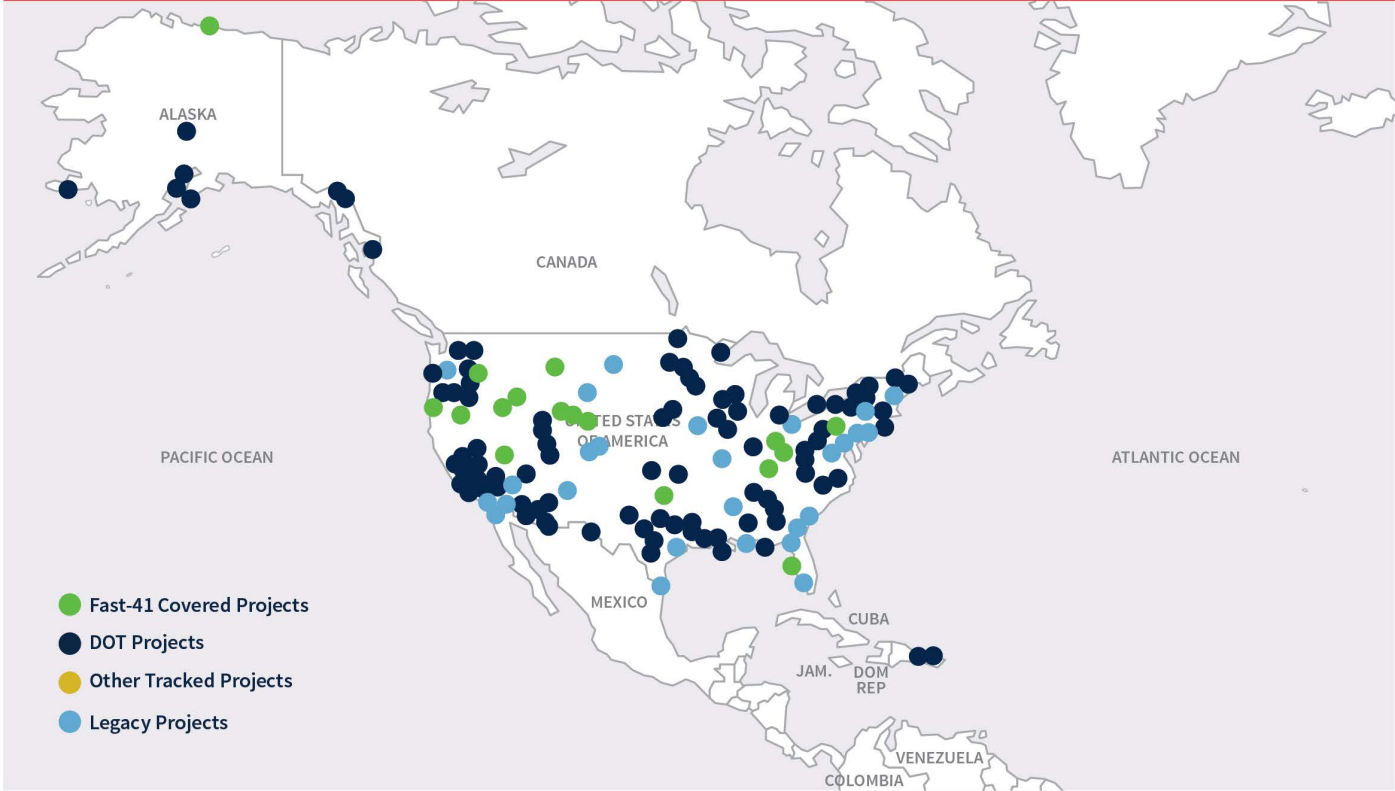 ALASKA
CANADA
UNITED STATES
OF AMERICA
PACIFIC OCEAN
ATLANTIC OCEAN
MEXICO
CUBA
JAM.
DOM
REP
VENEZUELA
COLOMBIA
Fast-41 Covered Projects
DOT Projects
Other Tracked Projects
Legacy Projects